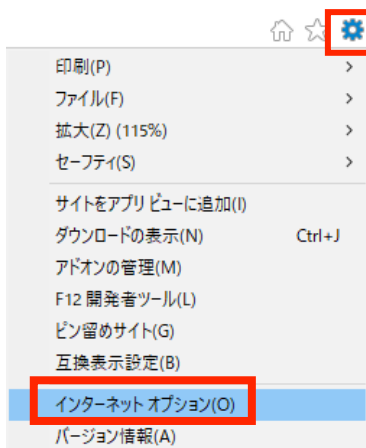 印刷(P)
ファイル(F)
拡大(Z) (115%)
セーフティ(S)
サイトをアプリ ビューに追加(I)
ダウンロードの表示(N) Ctrl+J
アドオンの管理(M)
F12 開発者ツール(L)
ピン留めサイト(G)
互換表示設定(B)
インターネット オプション(O)
バージョン情報(A)